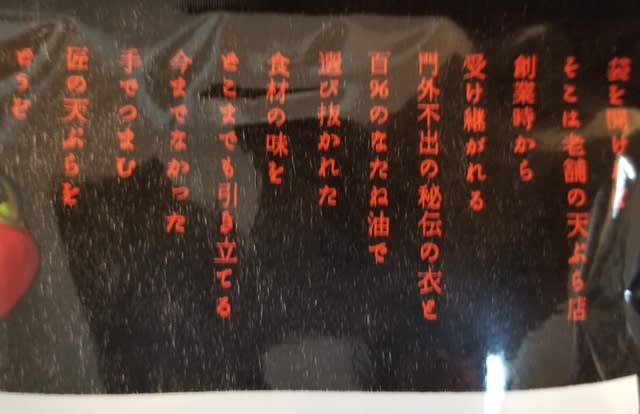 袋を開け
そこは老舗の天ぷら店
創業時から
受け継がれる
門外不出の秘伝の衣と
百%のなたね油で
選び抜かれた
食材の味を
どこまでも引き立てる
今までなかった
手でつまむ
匠の天ぷらを
どうぞ